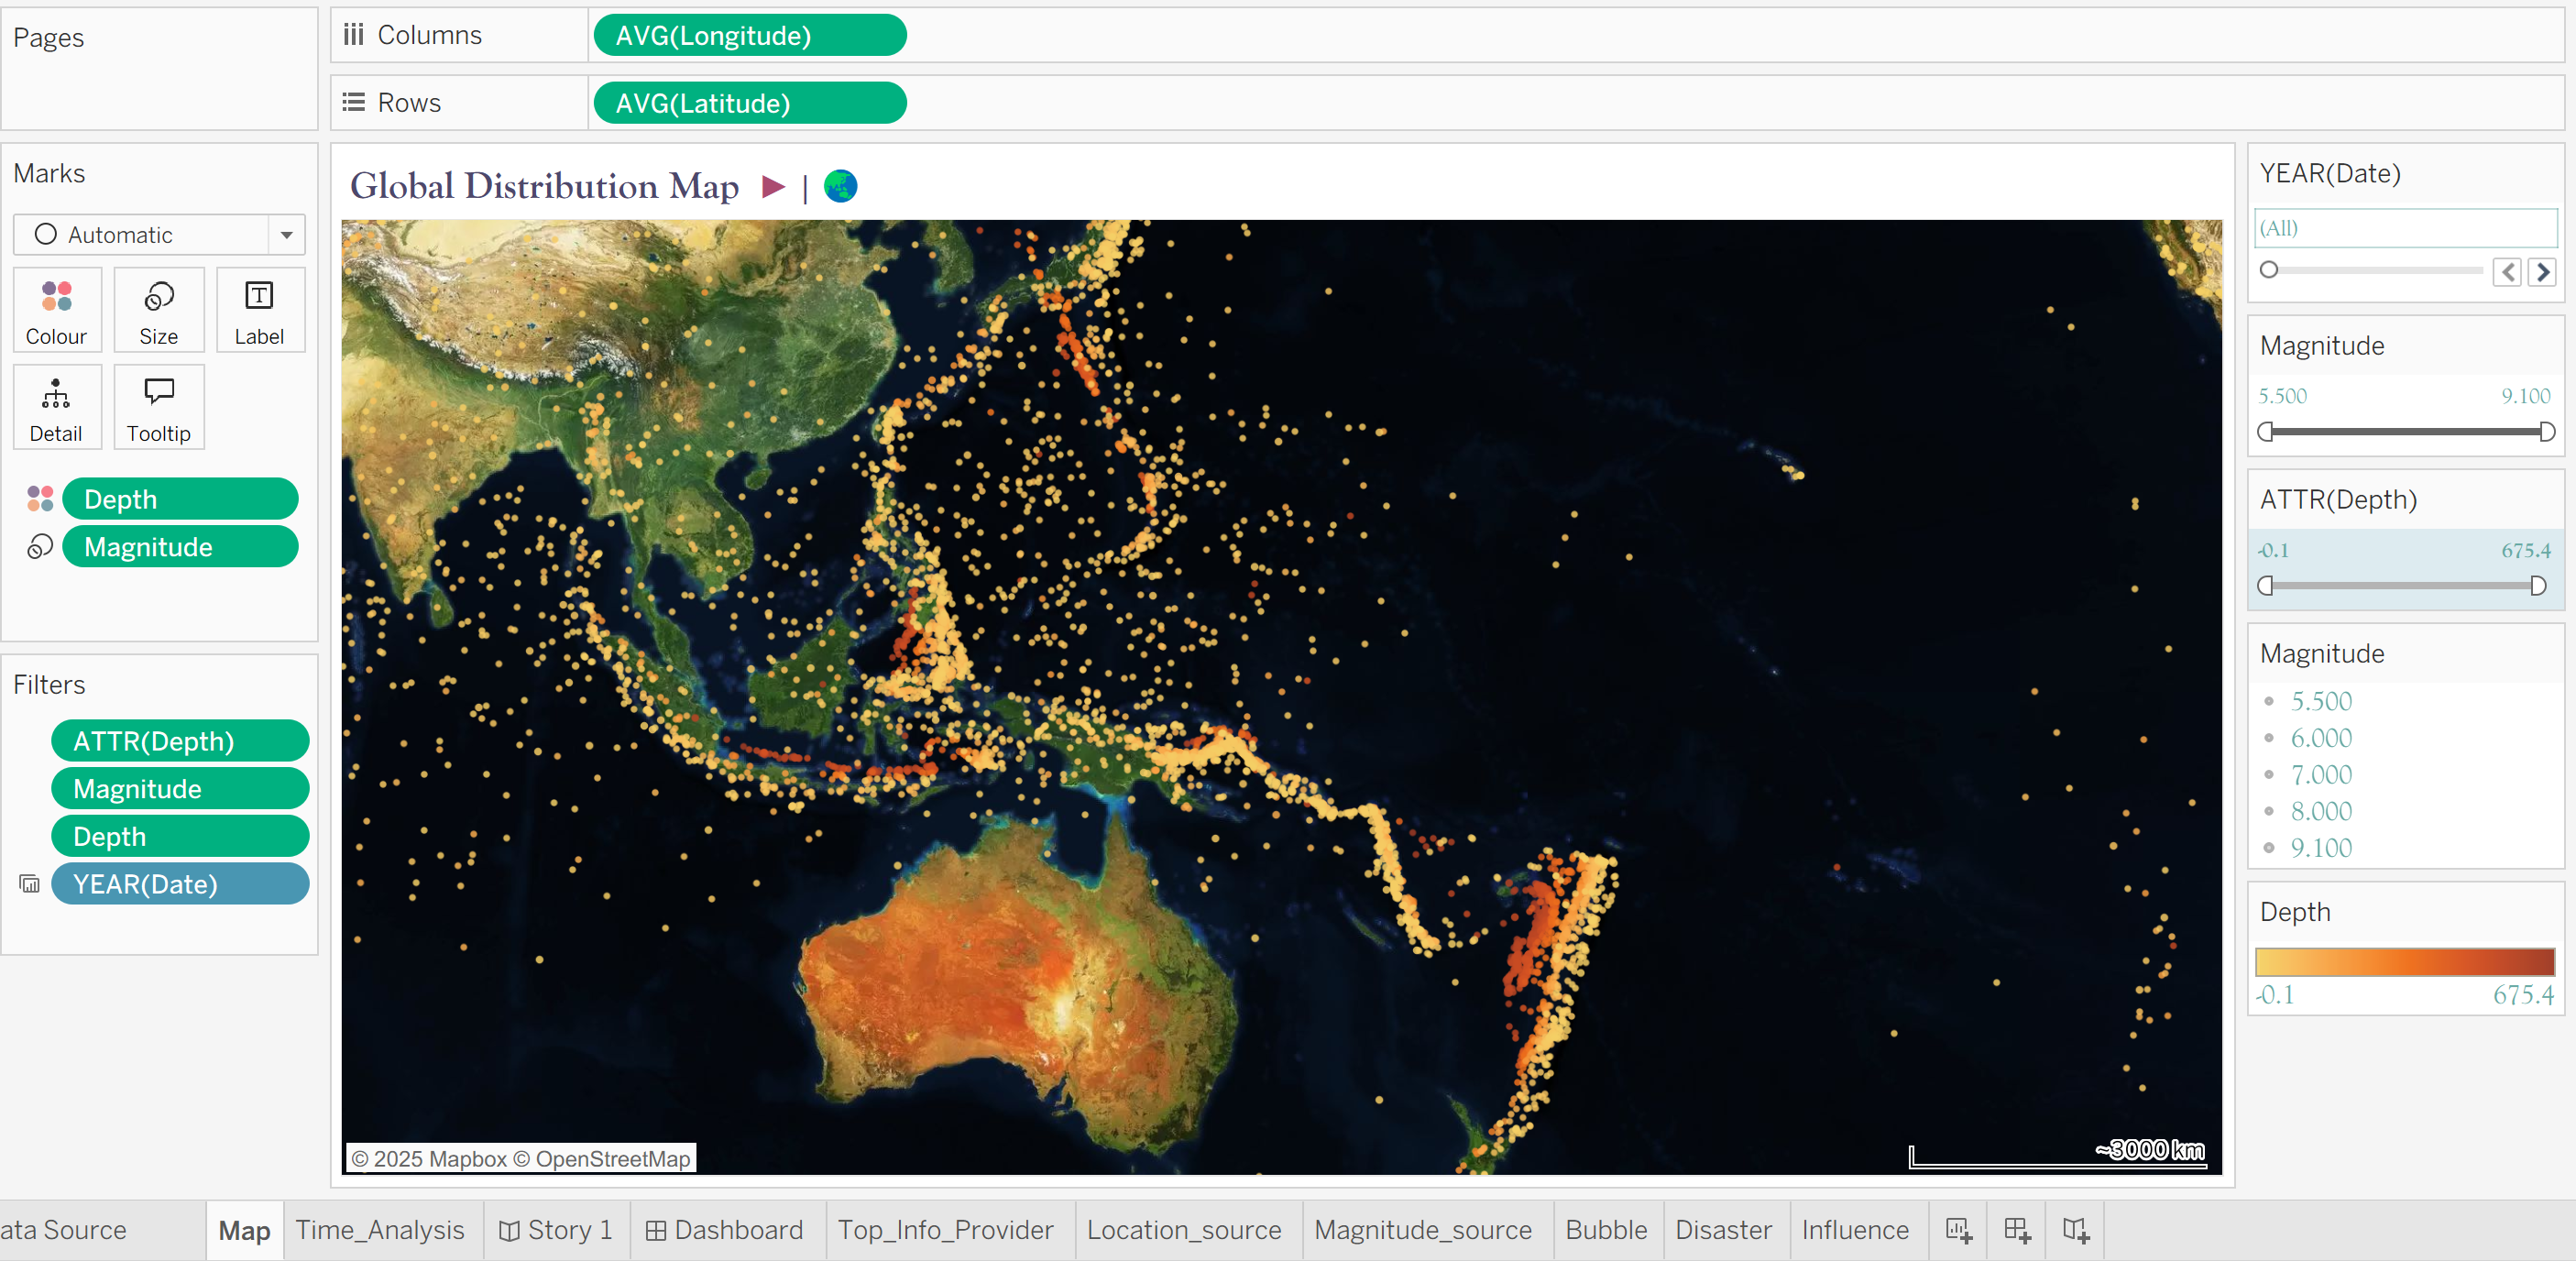 Pages
Columns
AVG(Longitude)
Rows
AVG(Latitude)
Marks
Automatic
Colour
Size
Label
Detail
Tooltip
Depth
Magnitude
Filters
ATTR(Depth)
Magnitude
Depth
YEAR(Date)
Global Distribution Map ▶ |
© 2025 Mapbox © OpenStreetMap
~3000 km
YEAR(Date)
(All)
Magnitude
5.500 9.100
ATTR(Depth)
-0.1 675.4
Magnitude
5.500
6.000
7.000
8.000
9.100
Depth
-0.1 675.4
ata Source
Map
Time_Analysis
Story 1
Dashboard
Top_Info_Provider
Location_source
Magnitude_source
Bubble
Disaster
Influence